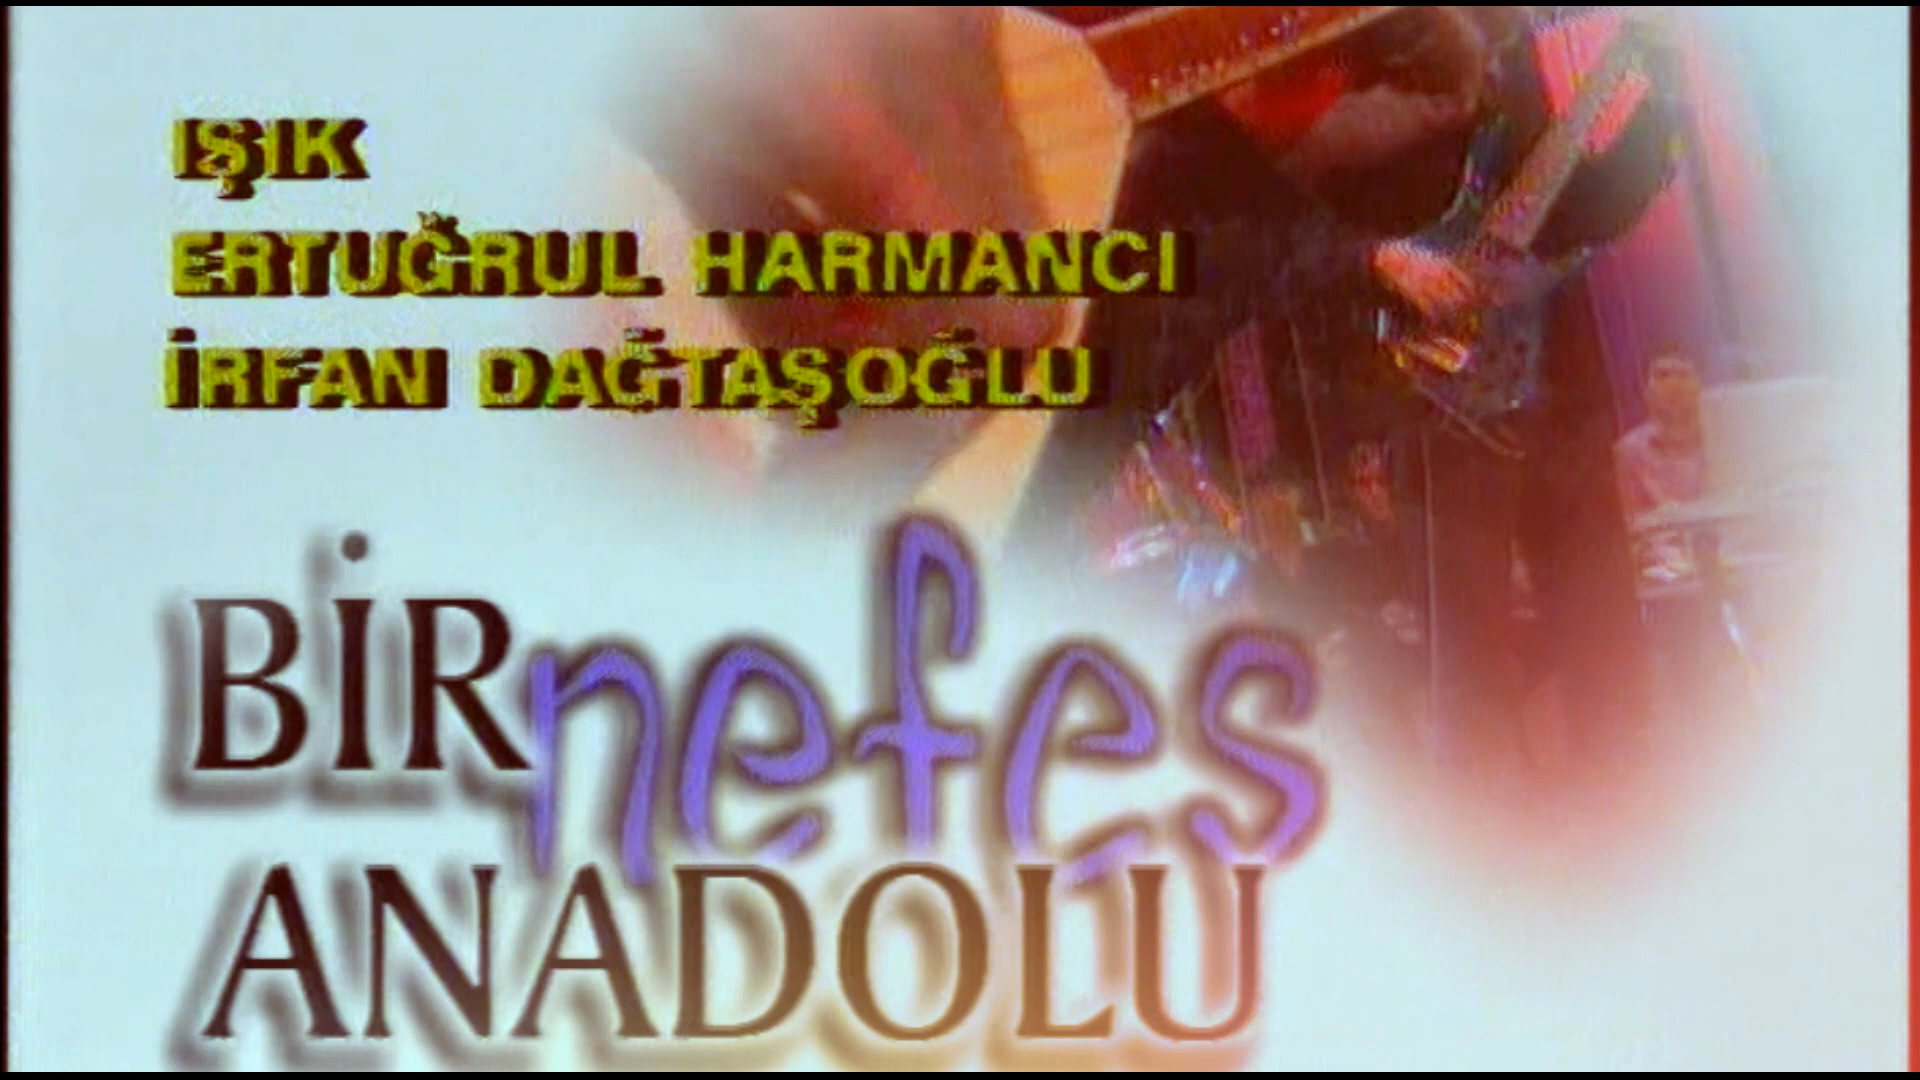 IŞIK
ERTUĞRUL HARMANCI
İRFAN DAĞTAŞOĞLU
BİR nefes
ANADOLU